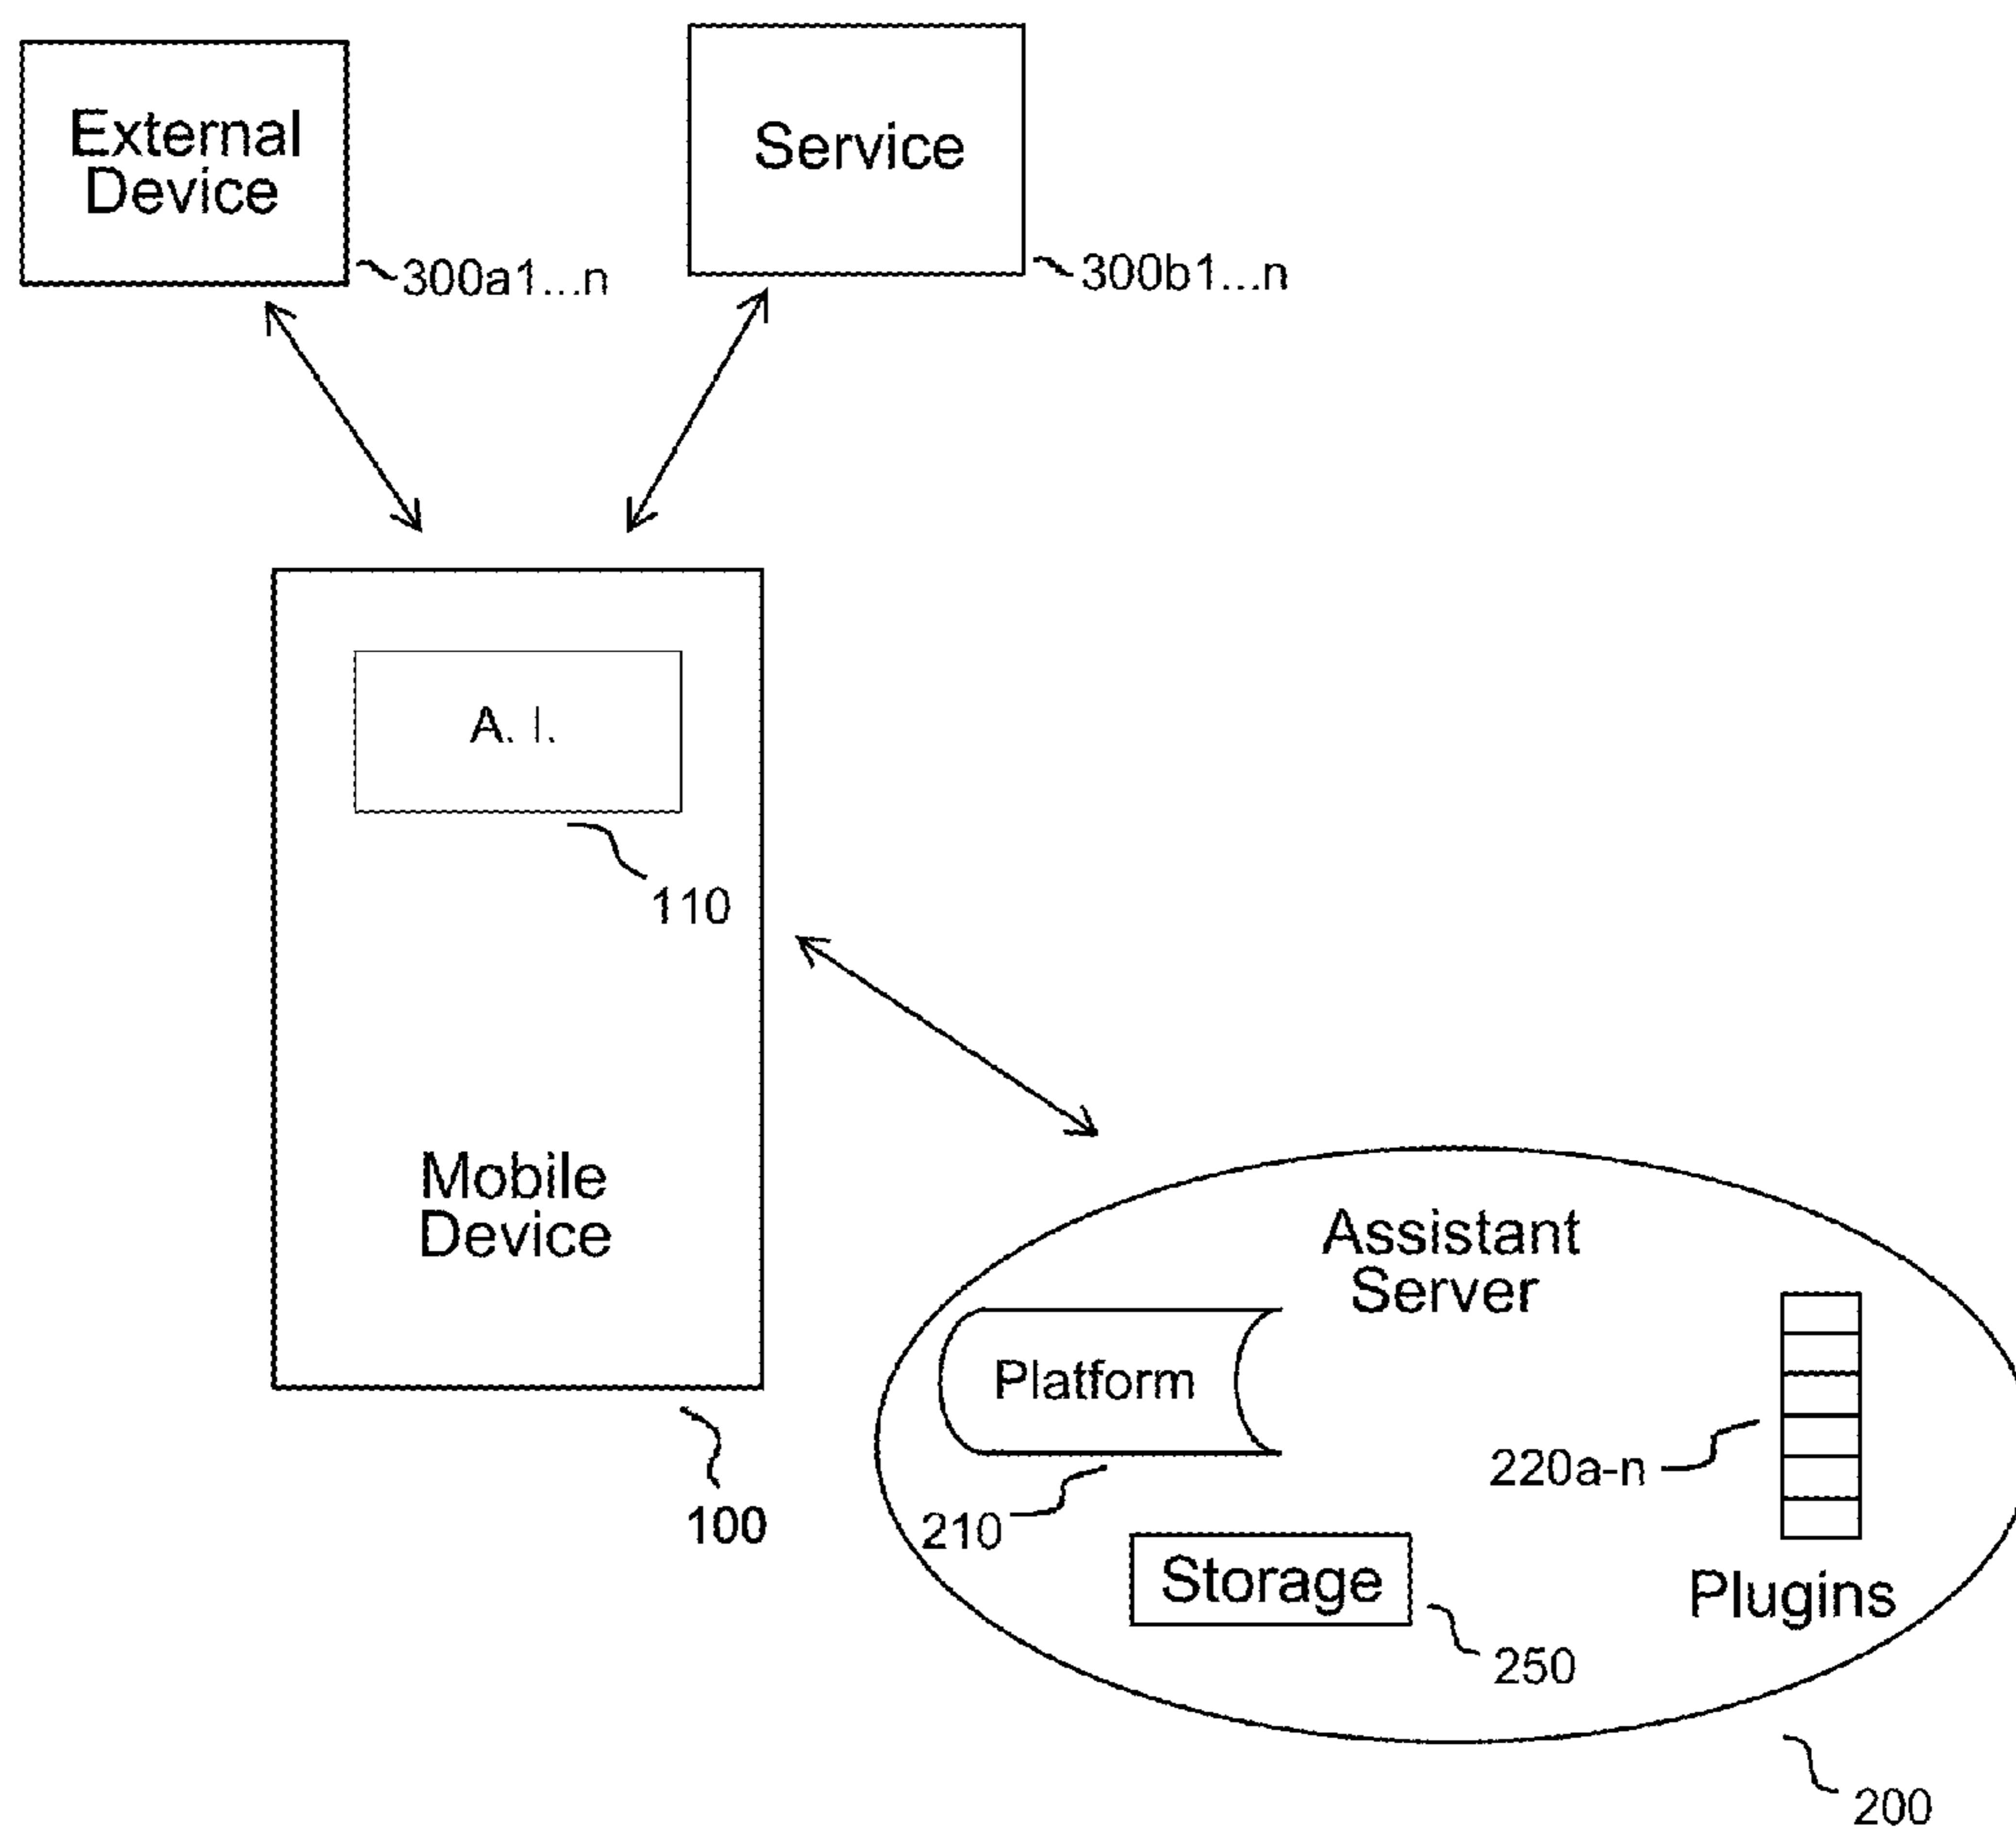 External
Device
300a1...n
Service
300b1...n
A. I.
110
Mobile
Device
100
Assistant
Server
Platform
210
220a-n
Storage
250
Plugins
200